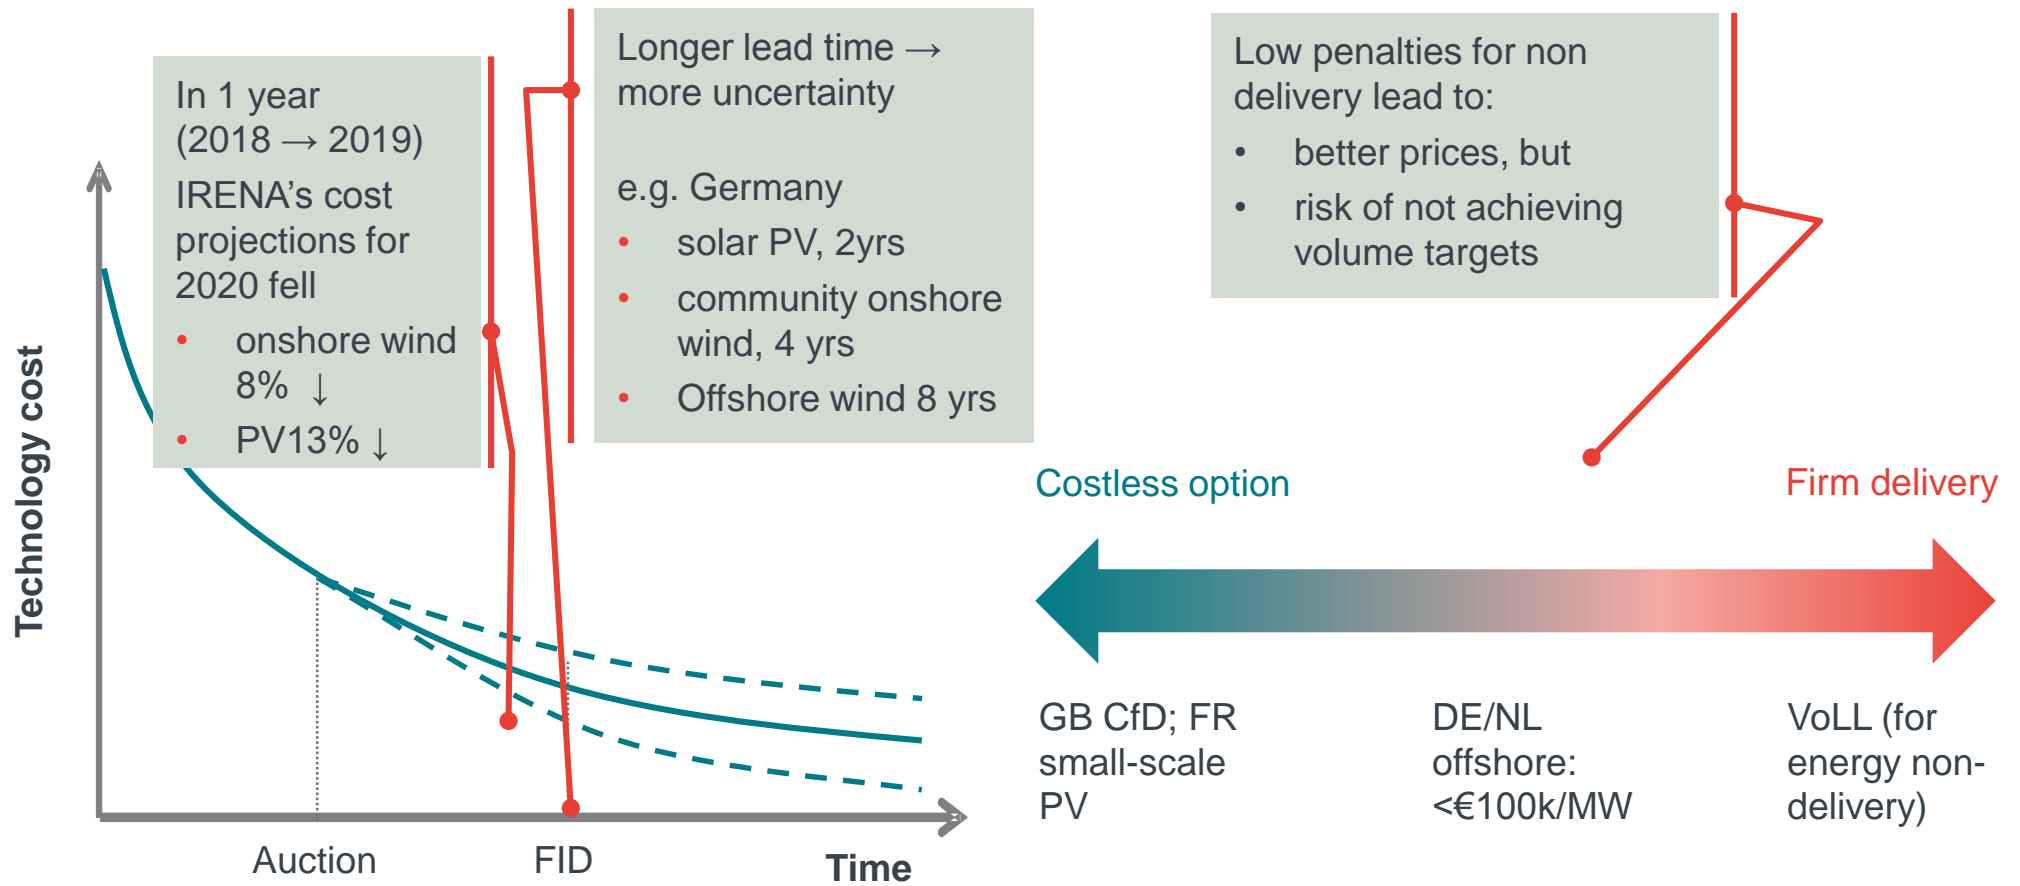 In 1 year
(2018 → 2019)
IRENA’s cost
projections for
2020 fell
• onshore wind
8% ↓
• PV13% ↓
Longer lead time →
more uncertainty
e.g. Germany
• solar PV, 2yrs
• community onshore
wind, 4 yrs
• Offshore wind 8 yrs
Low penalties for non
delivery lead to:
• better prices, but
• risk of not achieving
volume targets
Technology cost
Auction
FID
Time
Costless option
Firm delivery
GB CfD; FR
small-scale
PV
DE/NL
offshore:
<€100k/MW
VoLL (for
energy non-
delivery)